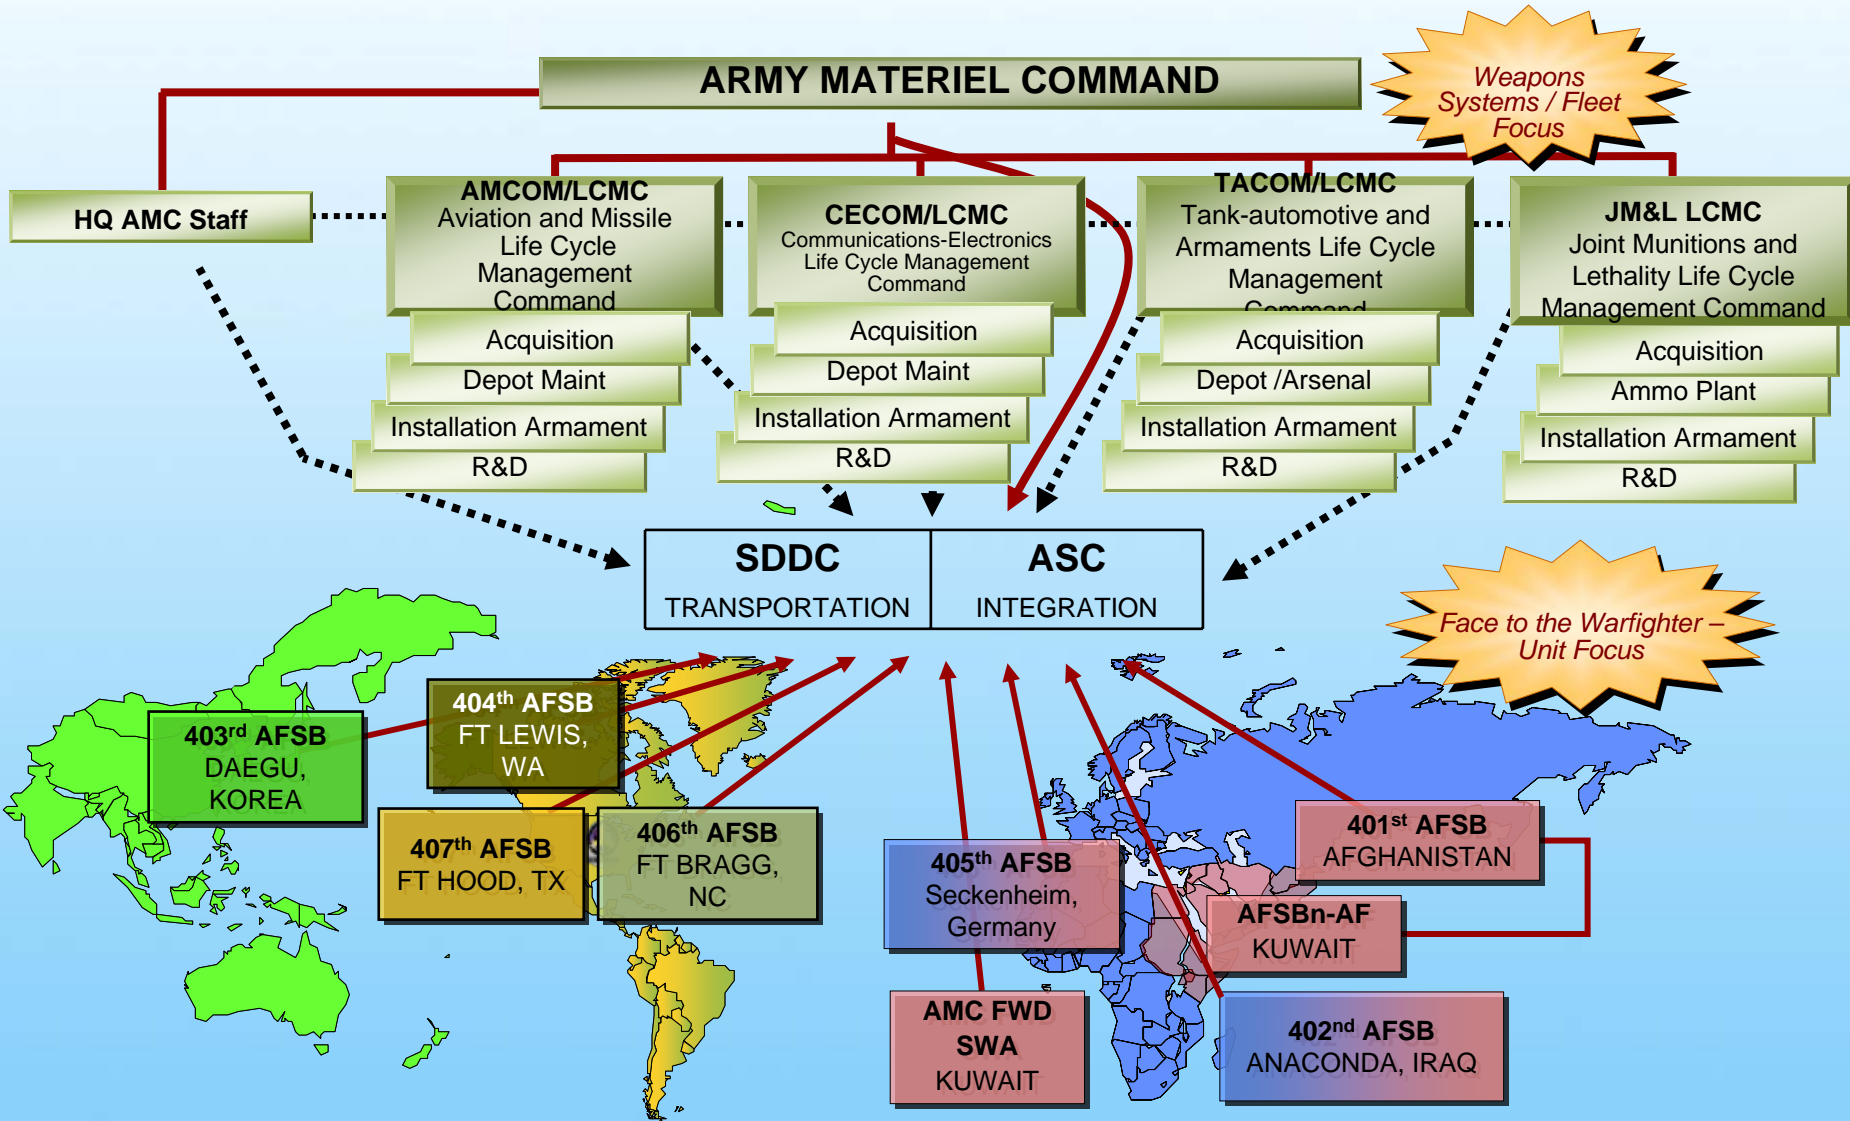 ARMY MATERIEL COMMAND
Weapons
Systems / Fleet
Focus
HQ AMC Staff
AMCOM/LCMC
Aviation and Missile
Life Cycle
Management
Command
CECOM/LCMC
Communications-Electronics
Life Cycle Management
Command
TACOM/LCMC
Tank-automotive and
Armaments Life Cycle
Management
Command
JM&L LCMC
Joint Munitions and
Lethality Life Cycle
Management Command
Acquisition
Depot Maint
Installation Armament
R&D
Acquisition
Depot Maint
Installation Armament
R&D
Acquisition
Depot /Arsenal
Installation Armament
R&D
Acquisition
Ammo Plant
Installation Armament
R&D
SDDC
TRANSPORTATION
ASC
INTEGRATION
Face to the Warfighter –
Unit Focus
403rd AFSB
DAEGU,
KOREA
404th AFSB
FT LEWIS,
WA
407th AFSB
FT HOOD, TX
406th AFSB
FT BRAGG,
NC
405th AFSB
Seckenheim,
Germany
401st AFSB
AFGHANISTAN
AFSBn-AF
KUWAIT
AMC FWD
SWA
KUWAIT
402nd AFSB
ANACONDA, IRAQ